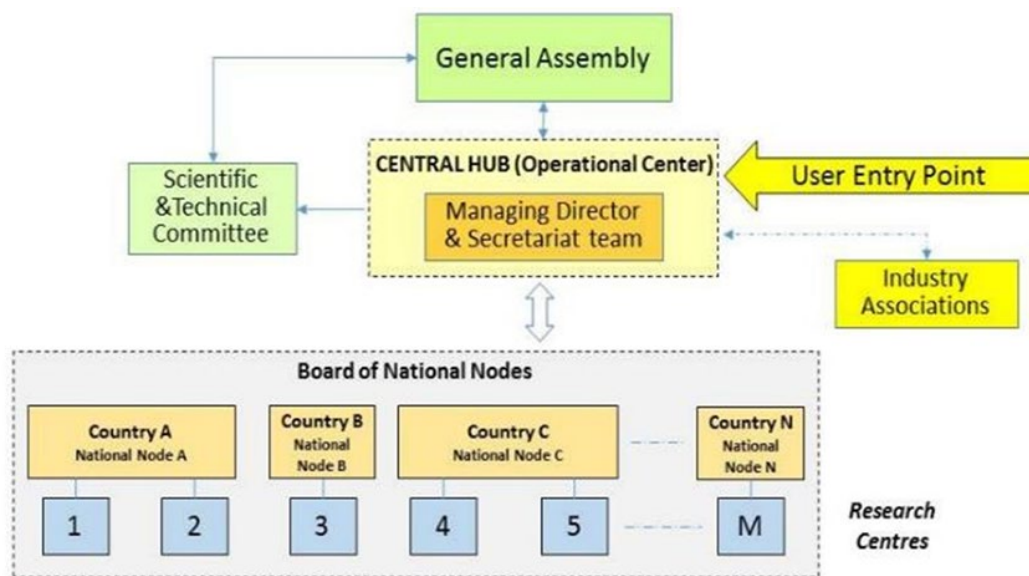 General Assembly
CENTRAL HUB (Operational Center)
Managing Director
& Secretariat team
Scientific
&Technical
Committee
User Entry Point
Industry
Associations
Board of National Nodes
Country A
National Node A
Country B
National
Node B
Country C
National Node C
Country N
National
Node N
1
2
3
4
5
M
Research
Centres